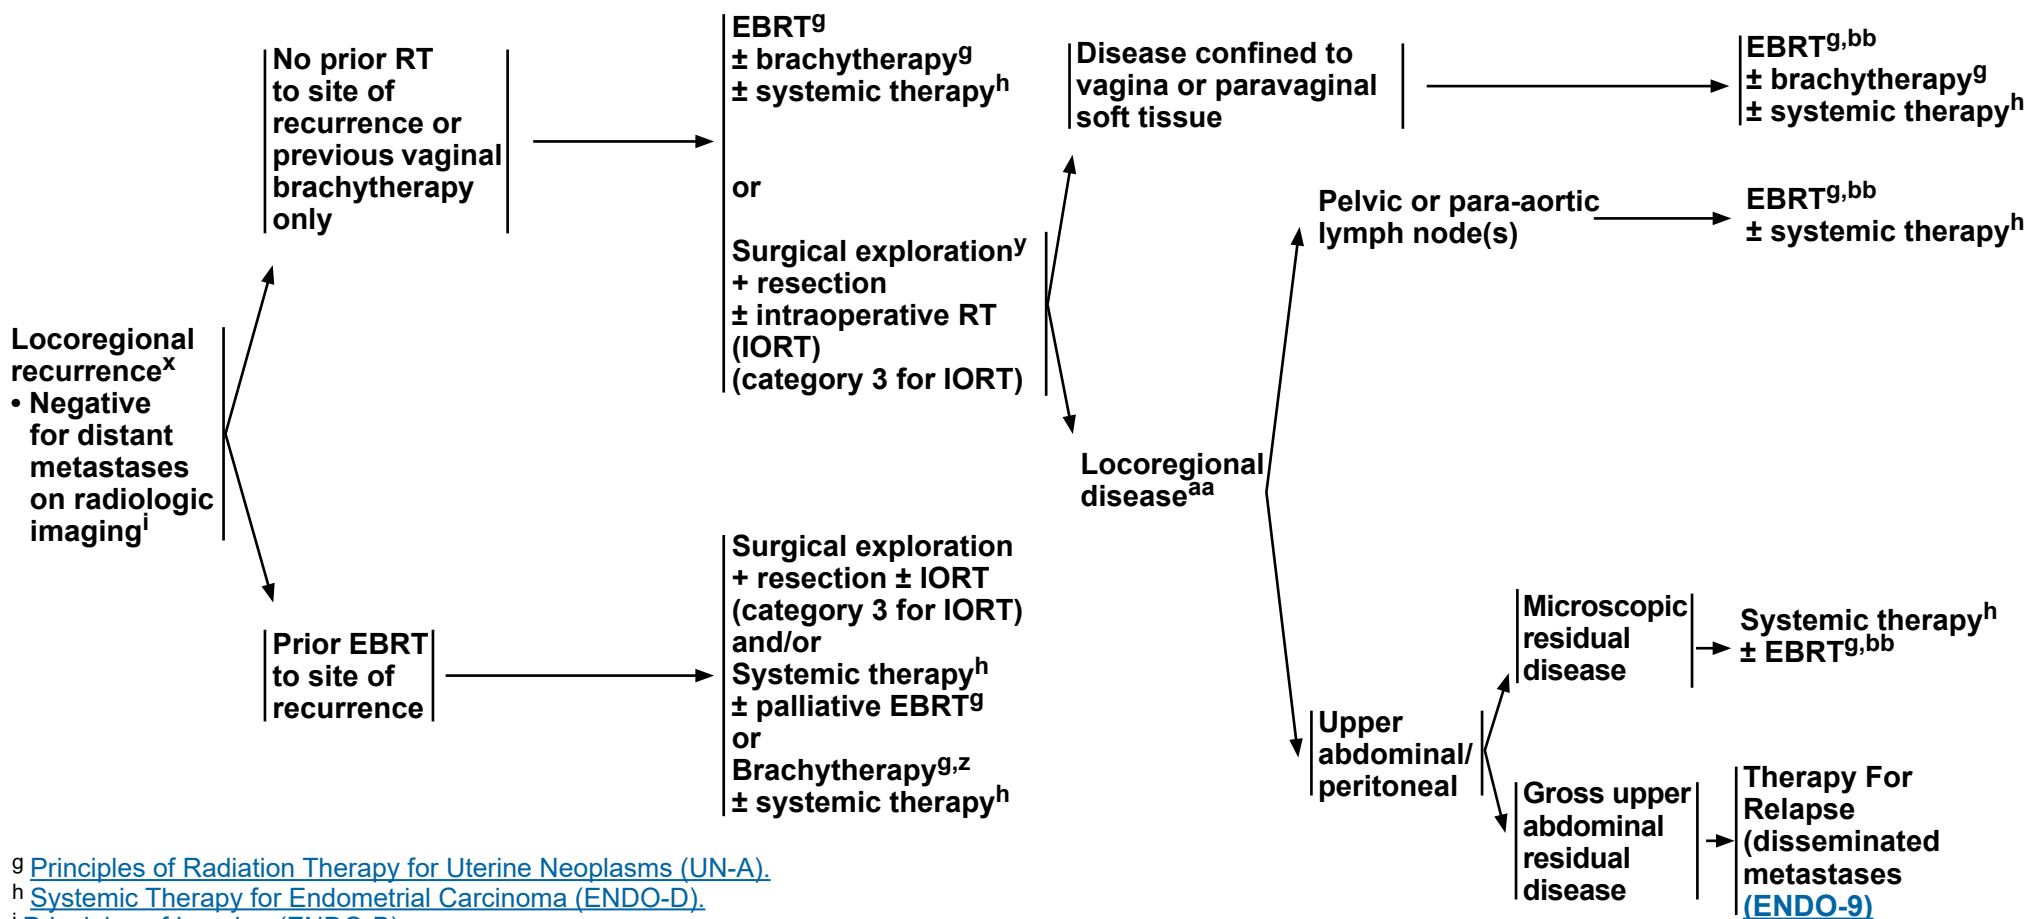 Locoregional
recurrencex
• Negative
for distant
metastases
on radiologic
imagingi
No prior RT
to site of
recurrence or
previous vaginal
brachytherapy
only
EBRTg
± brachytherapyg
± systemic therapyh
or
Surgical explorationy
+ resection
± intraoperative RT
(IORT)
(category 3 for IORT)
Disease confined to
vagina or paravaginal
soft tissue
EBRTg,bb
± brachytherapyg
± systemic therapyh
Locoregional
diseaseaa
Pelvic or para-aortic
lymph node(s)
EBRTg,bb
± systemic therapyh
Upper
abdominal/
peritoneal
Microscopic
residual
disease
Systemic therapyh
± EBRTg,bb
Gross upper
abdominal
residual
disease
Therapy For
Relapse
(disseminated
metastases
(ENDO-9)
Prior EBRT
to site of
recurrence
Surgical exploration
+ resection ± IORT
(category 3 for IORT)
and/or
Systemic therapyh
± palliative EBRTg
or
Brachytherapyg,z
± systemic therapyh
g Principles of Radiation Therapy for Uterine Neoplasms (UN-A).
h Systemic Therapy for Endometrial Carcinoma (ENDO-D).